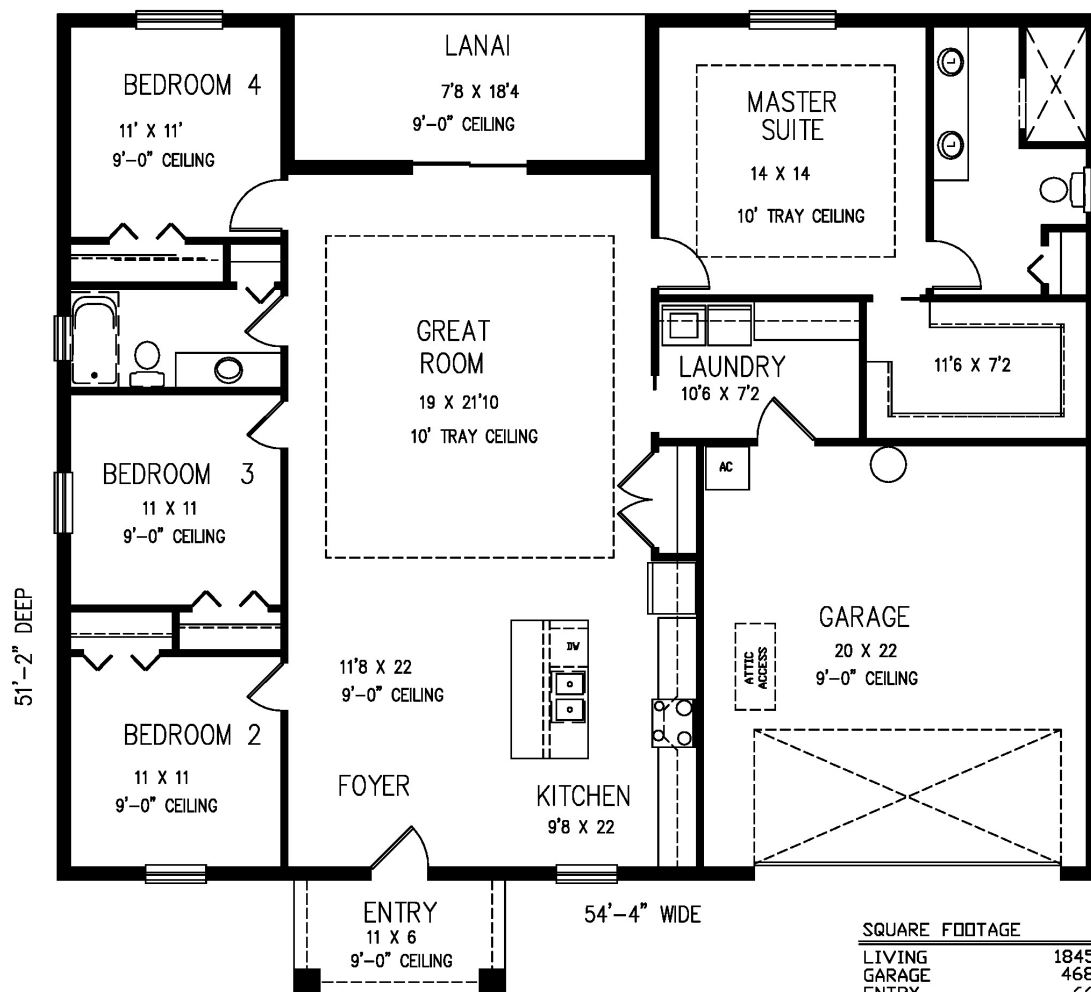 LANAI
7'8 X 18'4
9'-0" CEILING
BEDROOM 4
11' X 11'
9'-0" CEILING
MASTER
SUITE
14 X 14
10' TRAY CEILING
L
L
GREAT
ROOM
19 X 21'10
10' TRAY CEILING
LAUNDRY
10'6 X 7'2
11'6 X 7'2
BEDROOM 3
11 X 11
9'-0" CEILING
AC
51'-2" DEEP
GARAGE
20 X 22
9'-0" CEILING
ATTIC
ACCESS
DW
11'8 X 22
9'-0" CEILING
BEDROOM 2
11 X 11
9'-0" CEILING
FOYER
KITCHEN
9'8 X 22
ENTRY
11 X 6
9'-0" CEILING
54'-4" WIDE
SQUARE FOOTAGE
LIVING 1845
GARAGE 468
ENTRY